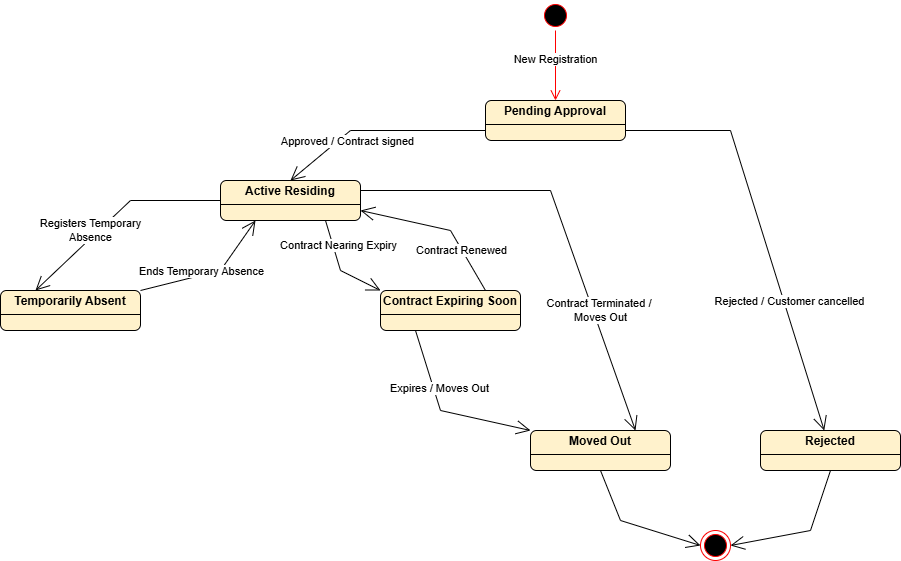 New Registration
Pending Approval
Approved / Contract signed
Active Residing
Registers Temporary
Absence
Contract Nearing Expiry
Contract Renewed
Ends Temporary Absence
Temporarily Absent
Contract Expiring Soon
Contract Terminated /
Moves Out
Rejected / Customer cancelled
Expires / Moves Out
Moved Out
Rejected